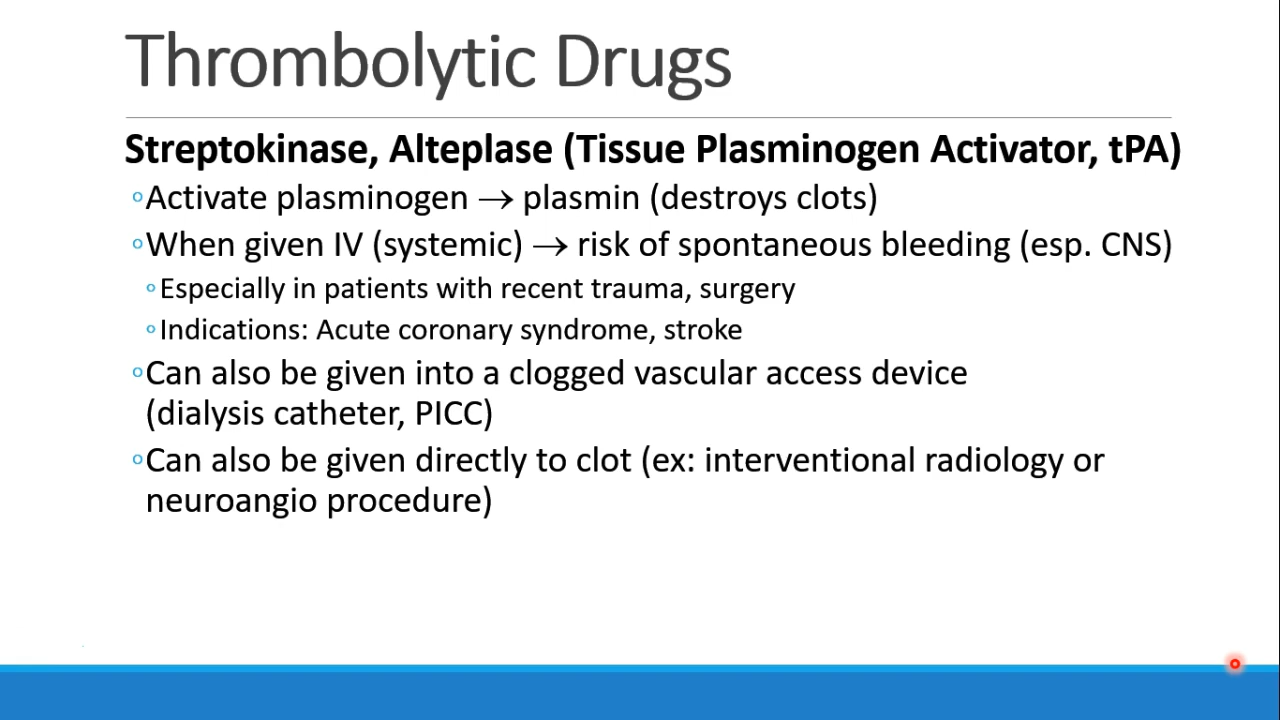 Thrombolytic Drugs
Streptokinase, Alteplase (Tissue Plasminogen Activator, tPA)
◦Activate plasminogen → plasmin (destroys clots)
◦When given IV (systemic) → risk of spontaneous bleeding (esp. CNS)
◦Especially in patients with recent trauma, surgery
◦Indications: Acute coronary syndrome, stroke
◦Can also be given into a clogged vascular access device
(dialysis catheter, PICC)
◦Can also be given directly to clot (ex: interventional radiology or
neuroangio procedure)